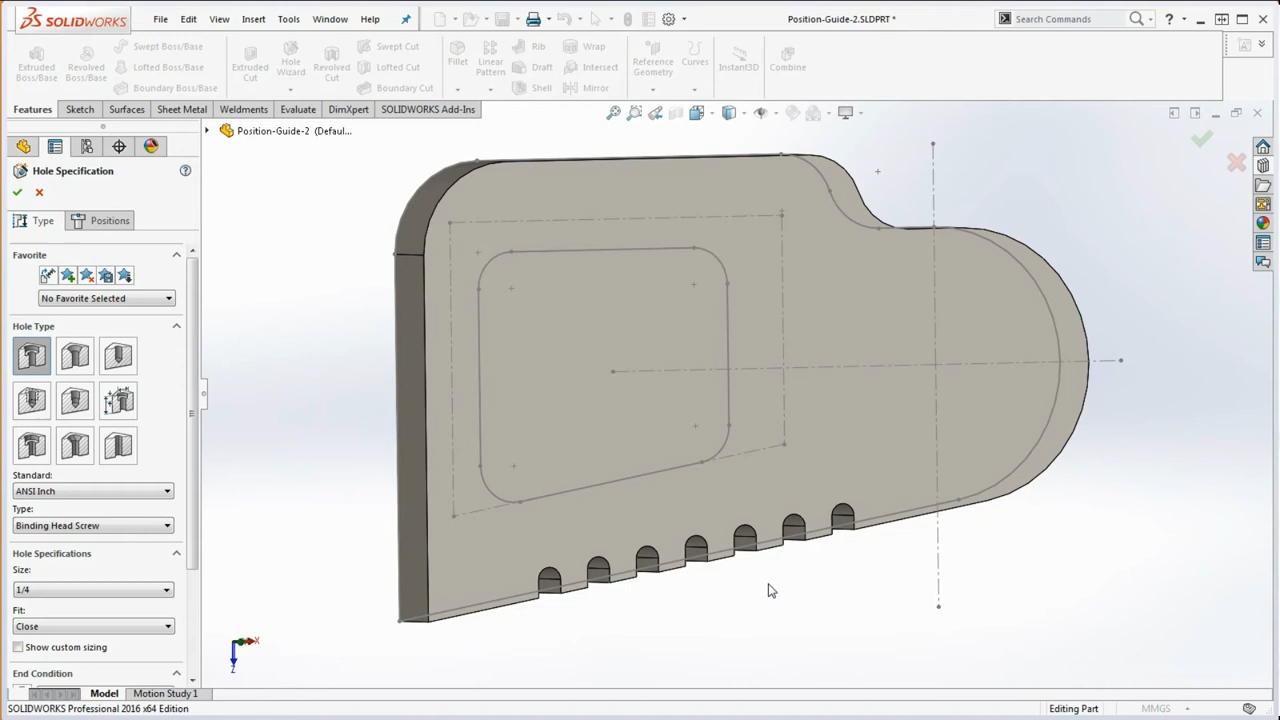 SOLIDWORKS File Edit View Insert Tools Window Help Position-Guide-2.SLDPRT * Search Commands ?
Extruded Boss/Base
Revolved Boss/Base
Swept Boss/Base
Lofted Boss/Base
Boundary Boss/Base
Extruded Cut
Hole Wizard
Revolved Cut
Swept Cut
Lofted Cut
Boundary Cut
Fillet
Linear Pattern
Rib
Draft
Shell
Wrap
Intersect
Mirror
Reference Geometry
Curves
Instant3D
Combine
Features Sketch Surfaces Sheet Metal Weldments Evaluate DimXpert SOLIDWORKS Add-Ins
Position-Guide-2 (Defaul...
Hole Specification ?
Type Positions
Favorite
No Favorite Selected
Hole Type
Standard:
ANSI Inch
Type:
Binding Head Screw
Hole Specifications
Size:
1/4
Fit:
Close
Show custom sizing
End Condition
X
Z
Model Motion Study 1
SOLIDWORKS Professional 2016 x64 Edition Editing Part MMGS